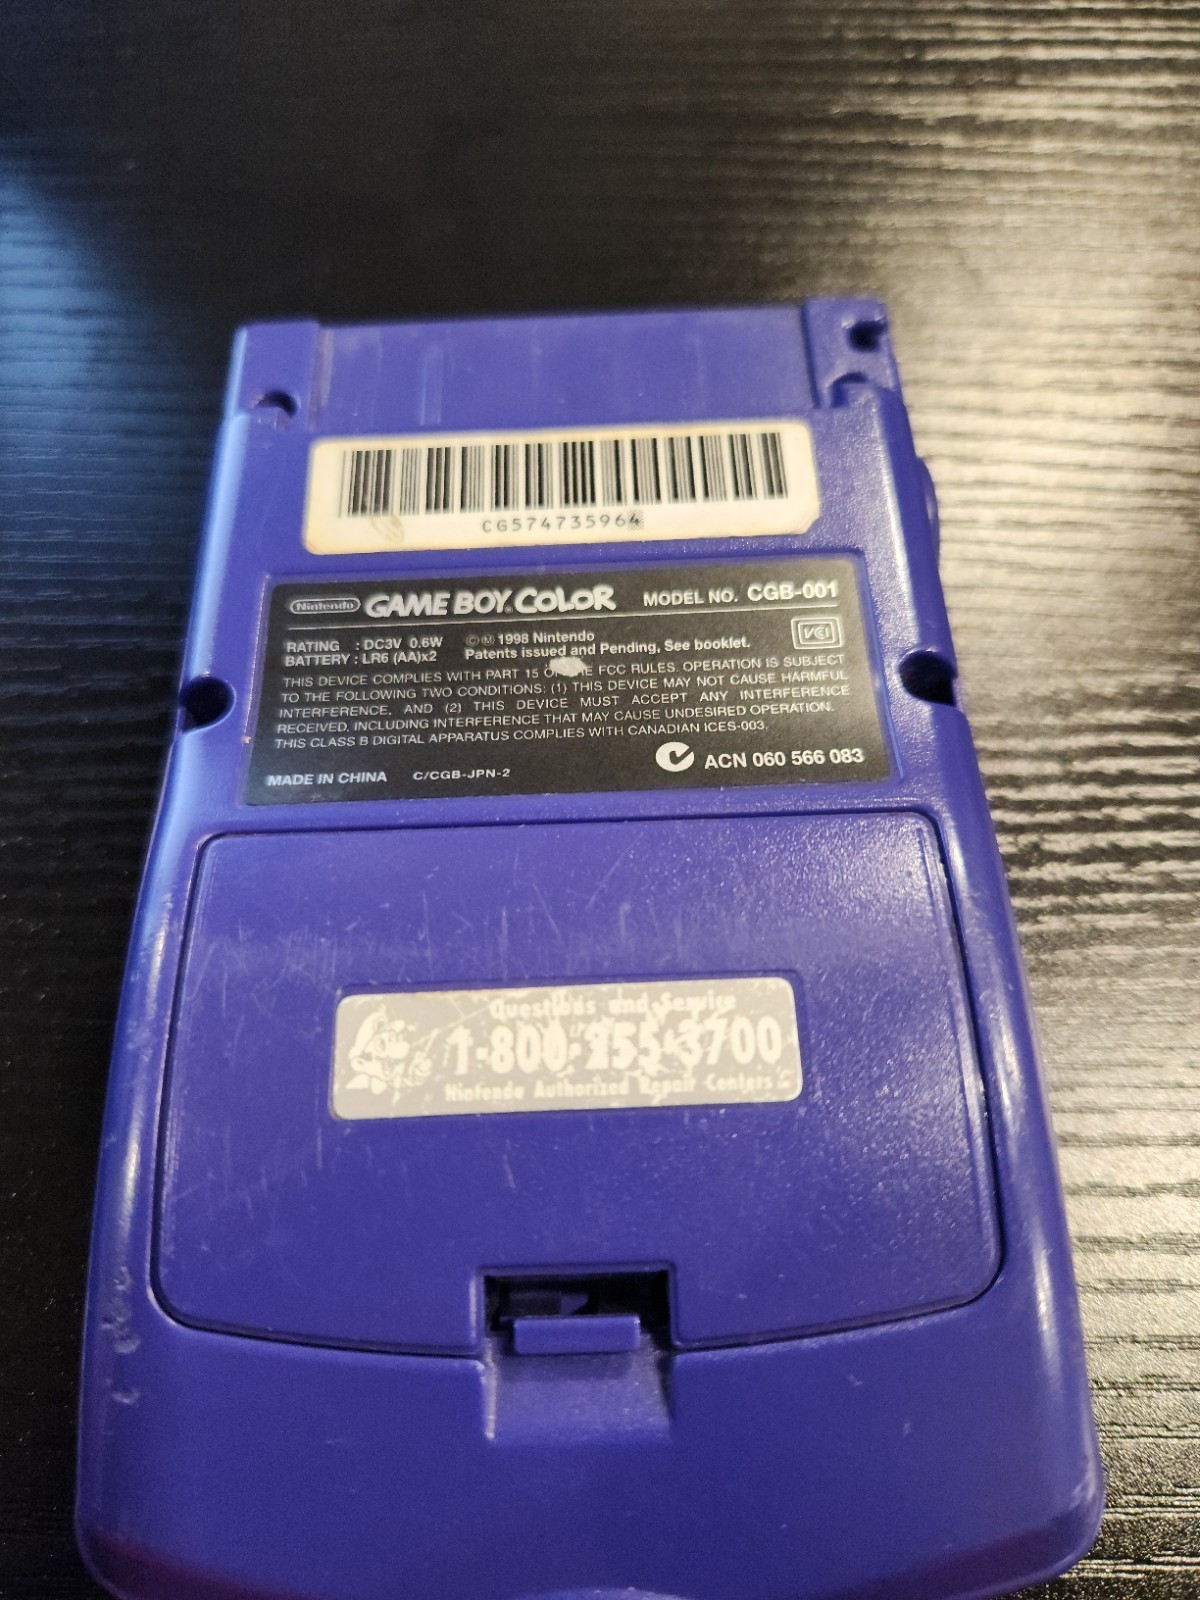 CG574735964
Nintendo GAME BOY COLOR MODEL NO. CGB-001
RATING : DC3V 0.6W
BATTERY : LR6 (AA)x2
©Ⓜ 1998 Nintendo
Patents issued and Pending, See booklet.
VCI
THIS DEVICE COMPLIES WITH PART 15 FCC RULES. OPERATION IS SUBJECT
TO THE FOLLOWING TWO CONDITIONS: (1) THIS DEVICE MAY NOT CAUSE HARMFUL
INTERFERENCE, AND (2) THIS DEVICE MUST ACCEPT ANY INTERFERENCE
RECEIVED, INCLUDING INTERFERENCE THAT MAY CAUSE UNDESIRED OPERATION.
THIS CLASS B DIGITAL APPARATUS COMPLIES WITH CANADIAN ICES-003.
MADE IN CHINA C/CGB-JPN-2
ACN 060 566 083
Questions and Service
1-800-255-3700
Nintendo Authorized Repair Centers